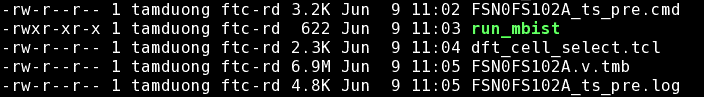 -rw-r--r-- 1 tamduong ftc-rd 3.2K Jun  9 11:02 FSN0FS102A_ts_pre.cmd
-rwxr-xr-x 1 tamduong ftc-rd  622 Jun  9 11:03 run_mbist
-rw-r--r-- 1 tamduong ftc-rd 2.3K Jun  9 11:04 dft_cell_select.tcl
-rw-r--r-- 1 tamduong ftc-rd 6.9M Jun  9 11:05 FSN0FS102A.v.tmb
-rw-r--r-- 1 tamduong ftc-rd 4.8K Jun  9 11:05 FSN0FS102A_ts_pre.log